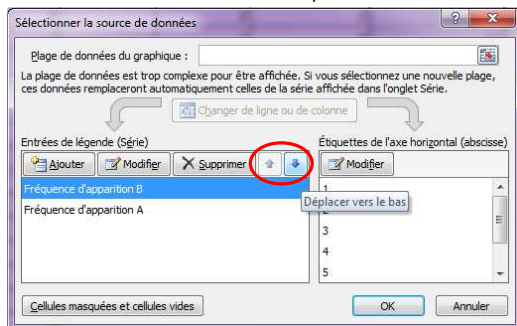 Sélectionner la source de données
Plage de données du graphique :
La plage de données est trop complexe pour être affichée. Si vous sélectionnez une nouvelle plage,
ces données remplaceront automatiquement celles de la série affichée dans l'onglet Série.
Changer de ligne ou de colonne
Entrées de légende (Série)
Étiquettes de l'axe horizontal (abscisse)
Ajouter Modifier Supprimer
Modifier
Fréquence d'apparition B
1
Déplacer vers le bas
Fréquence d'apparition A
3
4
5
Cellules masquées et cellules vides
OK Annuler